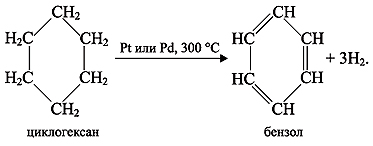 CH₂ CH
H₂C CH₂ Pt или Pd, 300 °C HC CH
H₂C CH₂ HC CH + 3H₂.
CH₂ CH
циклогексан бензол